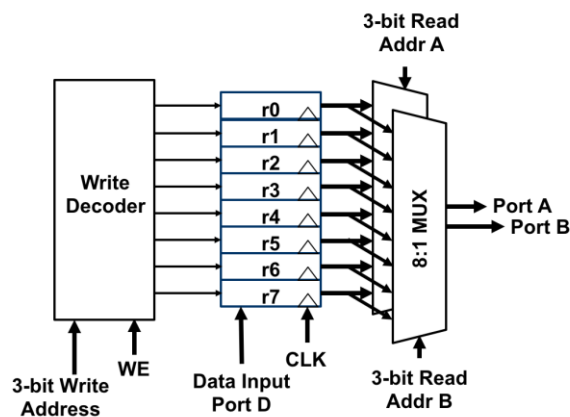 3-bit Read
Addr A
Write
Decoder
r0
r1
r2
r3
r4
r5
r6
r7
8:1 MUX
Port A
Port B
3-bit Write
Address
WE
Data Input
Port D
CLK
3-bit Read
Addr B